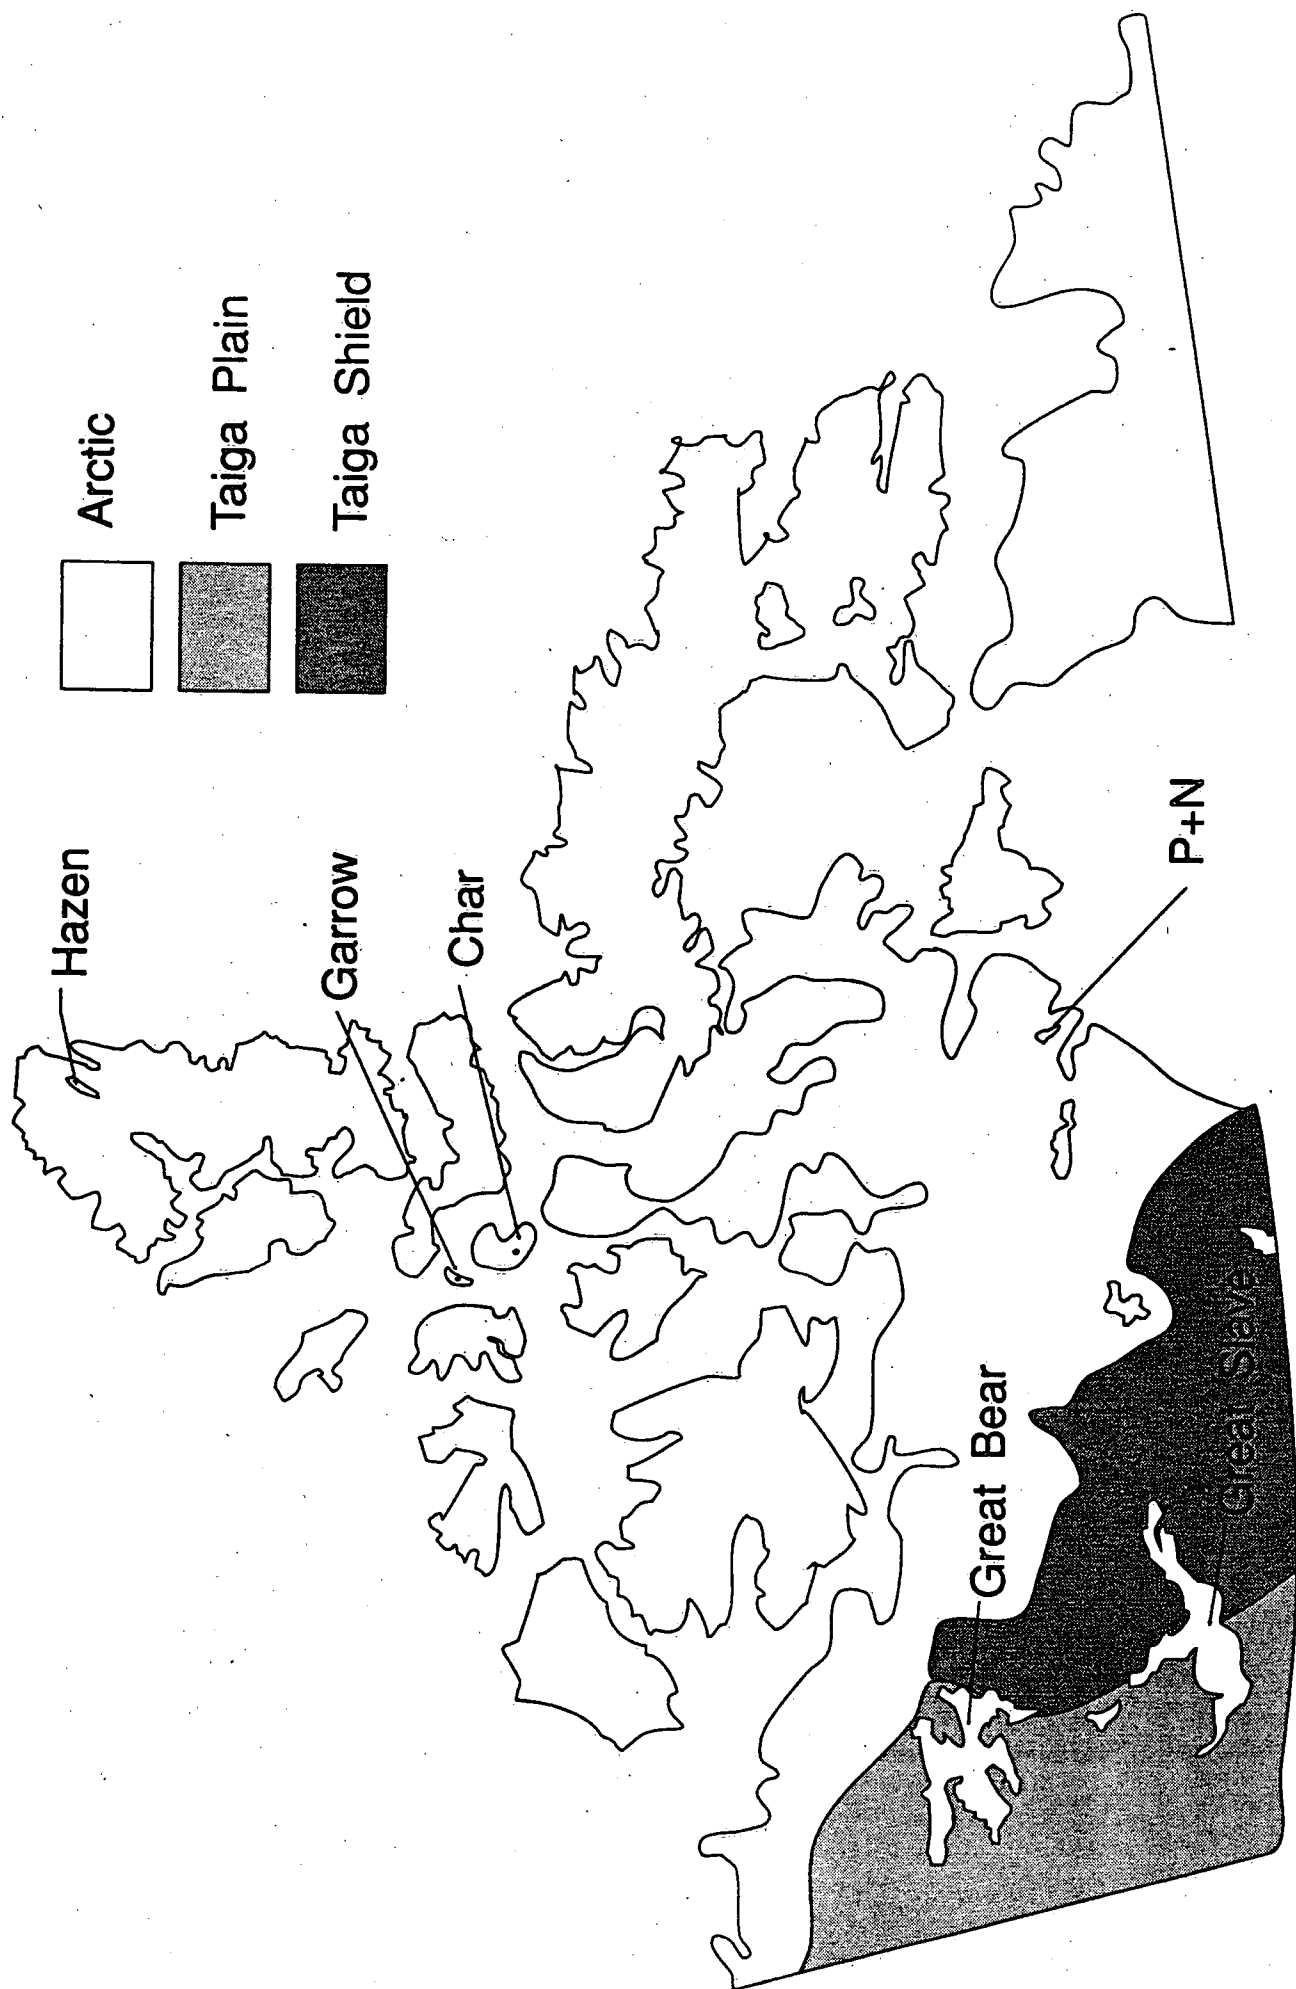 Arctic
Taiga Plain
Taiga Shield
Hazen
Garrow
Char
P+N
Great Bear
Great Slave